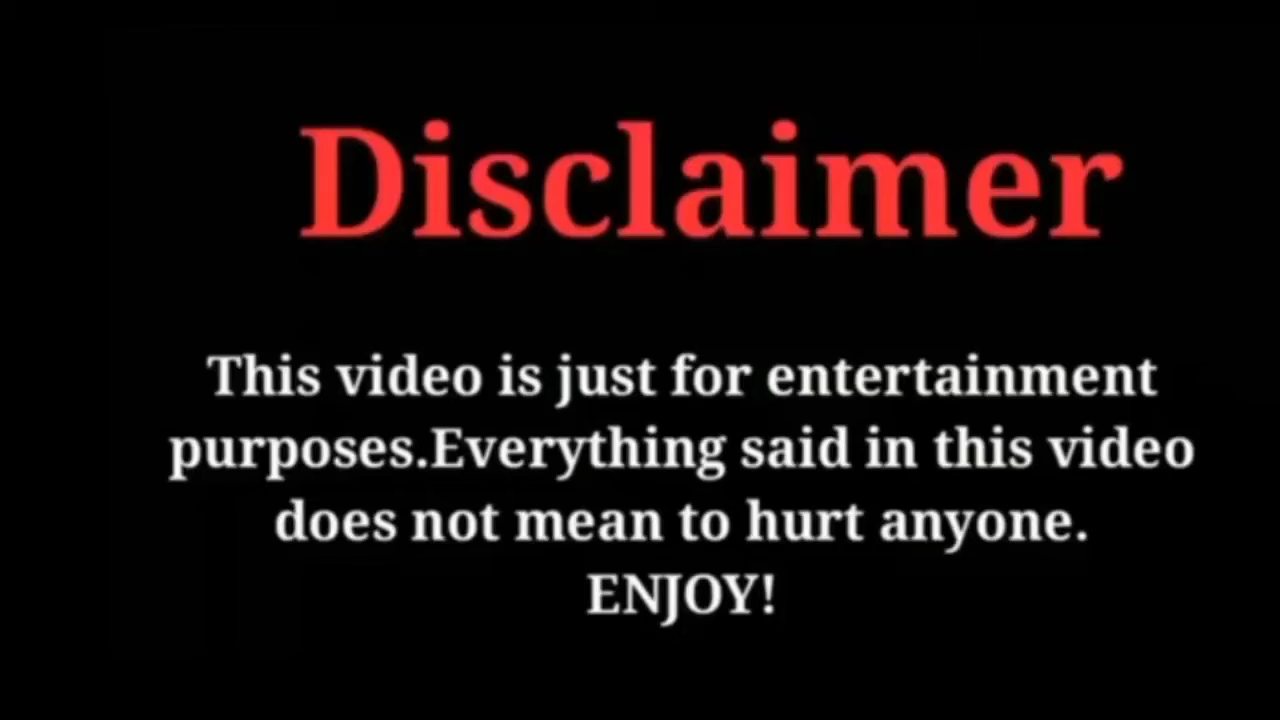 Disclaimer
This video is just for entertainment
purposes.Everything said in this video
does not mean to hurt anyone.
ENJOY!